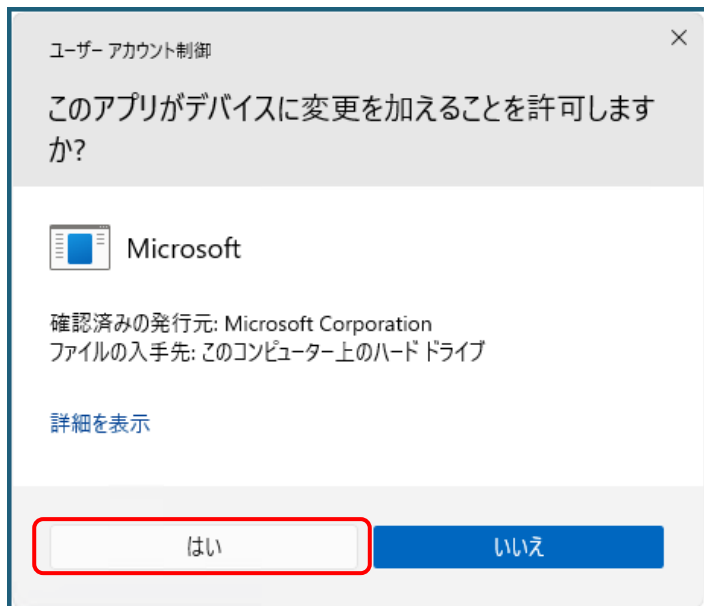 ユーザー アカウント制御
このアプリがデバイスに変更を加えることを許可します
か?
Microsoft
確認済みの発行元: Microsoft Corporation
ファイルの入手先: このコンピューター上のハード ドライブ
詳細を表示
はい
いいえ